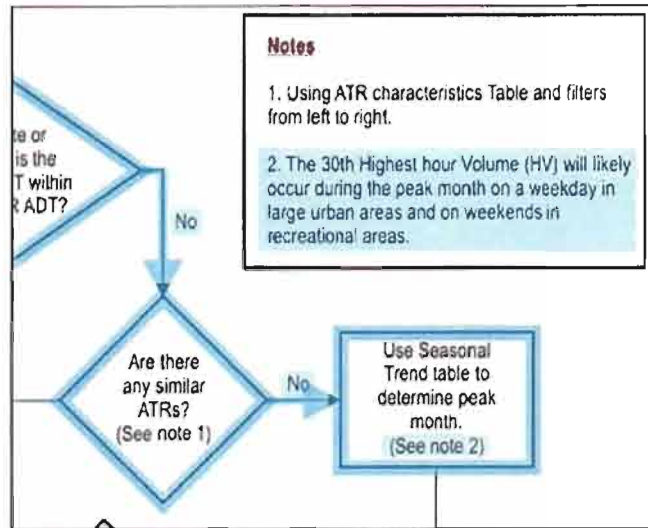 Notes
1. Using ATR characteristics Table and filters
from left to right.
2. The 30th Highest hour Volume (HV) will likely
occur during the peak month on a weekday in
large urban areas and on weekends in
recreational areas.
is the
within
ADT?
No
Are there
any similar
ATRs?
(See note 1)
No
Use Seasonal
Trend table to
determine peak
month.
(See note 2)